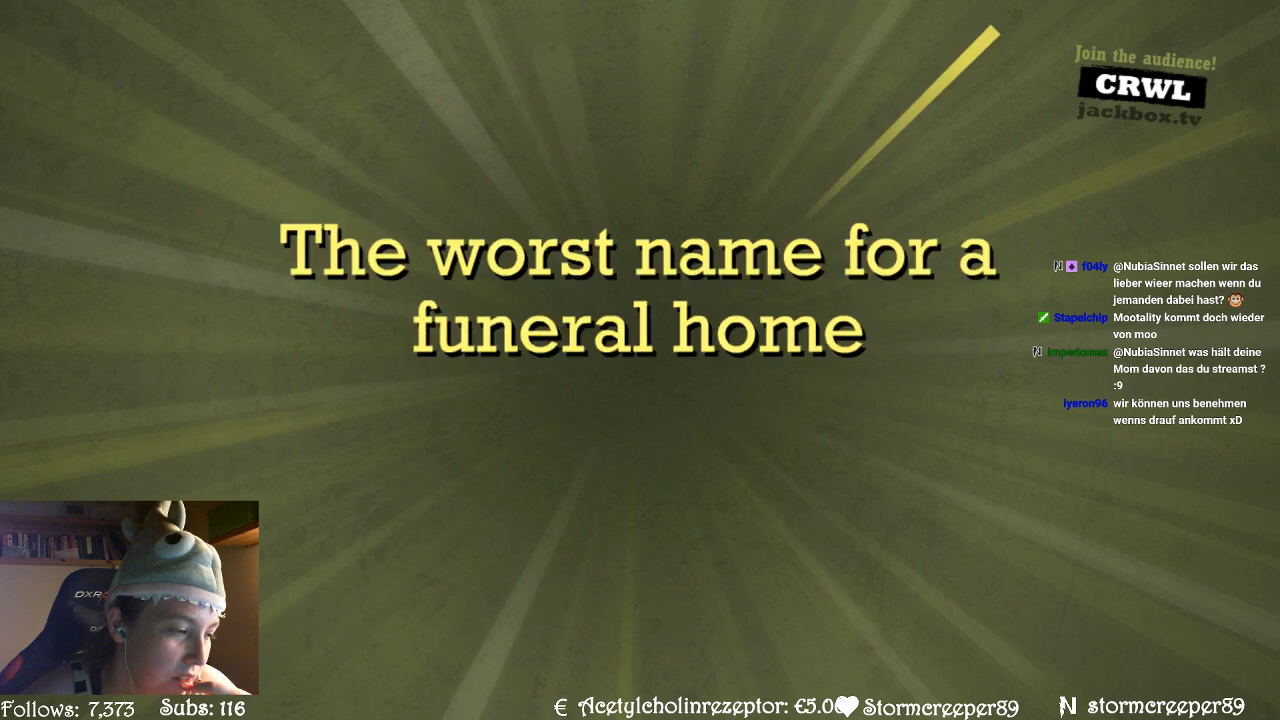 Join the audience!
CRWL
jackbox.tv
The worst name for a
funeral home
f04ly @NubiaSinnet sollen wir das
lieber wieer machen wenn du
jemanden dabei hast?
Stapelchip Mootality kommt doch wieder
von moo
@NubiaSinnet was hält deine
Mom davon das du streamst ?
:9
lyeron96 wir können uns benehmen
wenns drauf ankommt xD
DXR
Follows: 7,373
Subs: 116
€ Acetylcholinrezeptor: €5.0
Stormcreeper89
N stormcreeper89